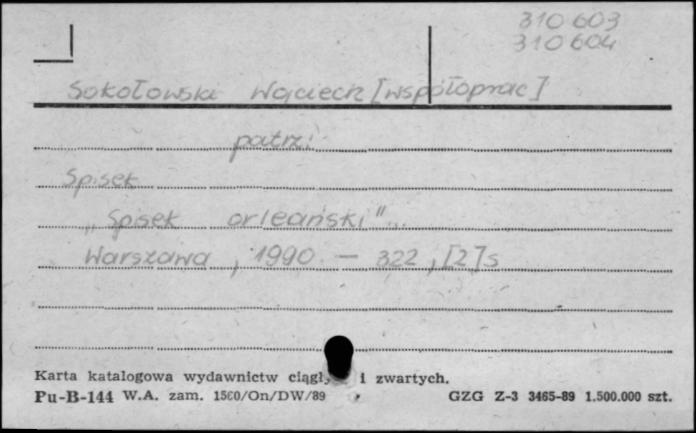 310 603
310 604
Sokołowski Wojciech [współoprac]
patrz:
Spisek
„Spisek orleański"...
Warszawa, 1990. — 322, [2] s
Karta katalogowa wydawnictw ciągł i zwartych.
Pu-B-144 W.A. zam. 1500/On/DW/89 GZG Z-3 3465-89 1.500.000 szt.